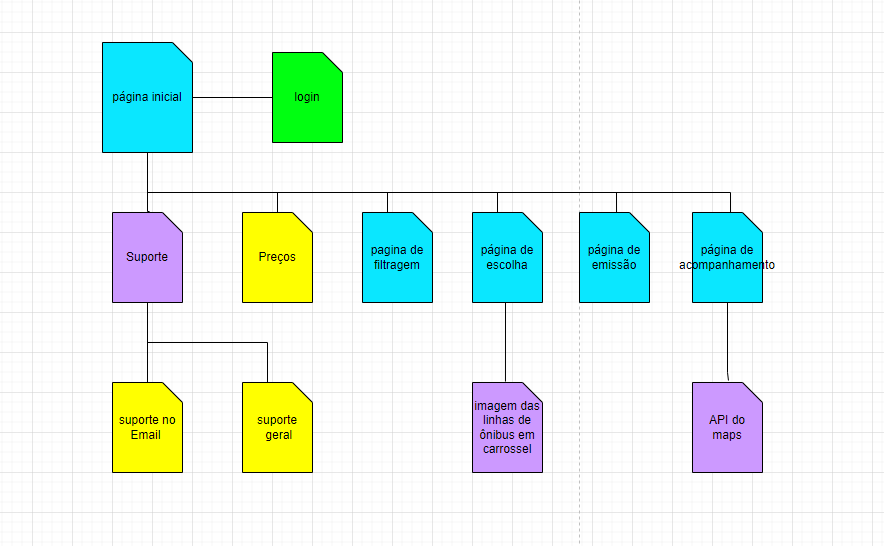 página inicial
login
Suporte
Preços
pagina de
filtragem
página de
escolha
página de
emissão
página de
acompanhamento
suporte no
Email
suporte
geral
imagem das
linhas de
ônibus em
carrossel
API do
maps